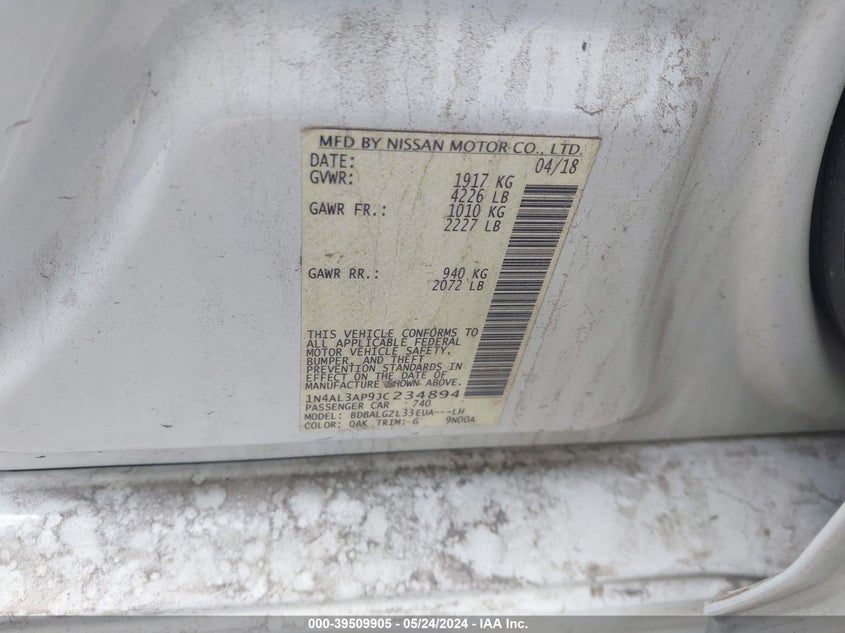 MFD BY NISSAN MOTOR CO., LTD.
DATE: 04/18
GVWR: 1917 KG
4226 LB
GAWR FR.: 1010 KG
2227 LB
GAWR RR.: 940 KG
2072 LB
THIS VEHICLE CONFORMS TO
ALL APPLICABLE FEDERAL
MOTOR VEHICLE SAFETY,
BUMPER, AND THEFT
PREVENTION STANDARDS IN
EFFECT ON THE DATE OF
MANUFACTURE SHOWN ABOVE.
1N4AL3AP9JC234894
PASSENGER CAR 740
MODEL: BDBALGZL33EUA---LH
COLOR: QAK TRIM: G 9N00A
000-39509905 - 05/24/2024 - IAA Inc.